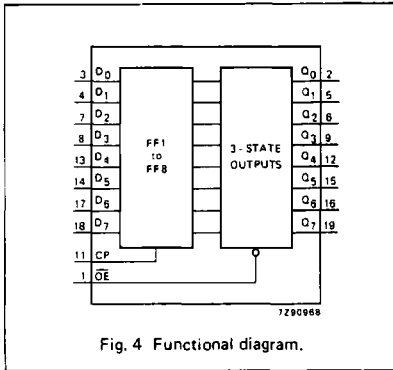 3 D0 Q0 2
4 D1 Q1 5
7 D2 Q2 6
8 D3 Q3 9
13 D4 Q4 12
14 D5 Q5 15
17 D6 Q6 16
18 D7 Q7 19
FF1
to
FF8
3-STATE
OUTPUTS
11 CP
1 O̅E̅
7Z90968
Fig. 4 Functional diagram.